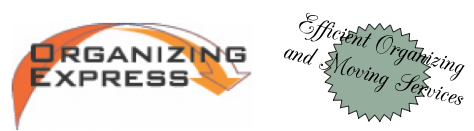 ORGANIZING
EXPRESS
Efficient Organizing
and Moving Services